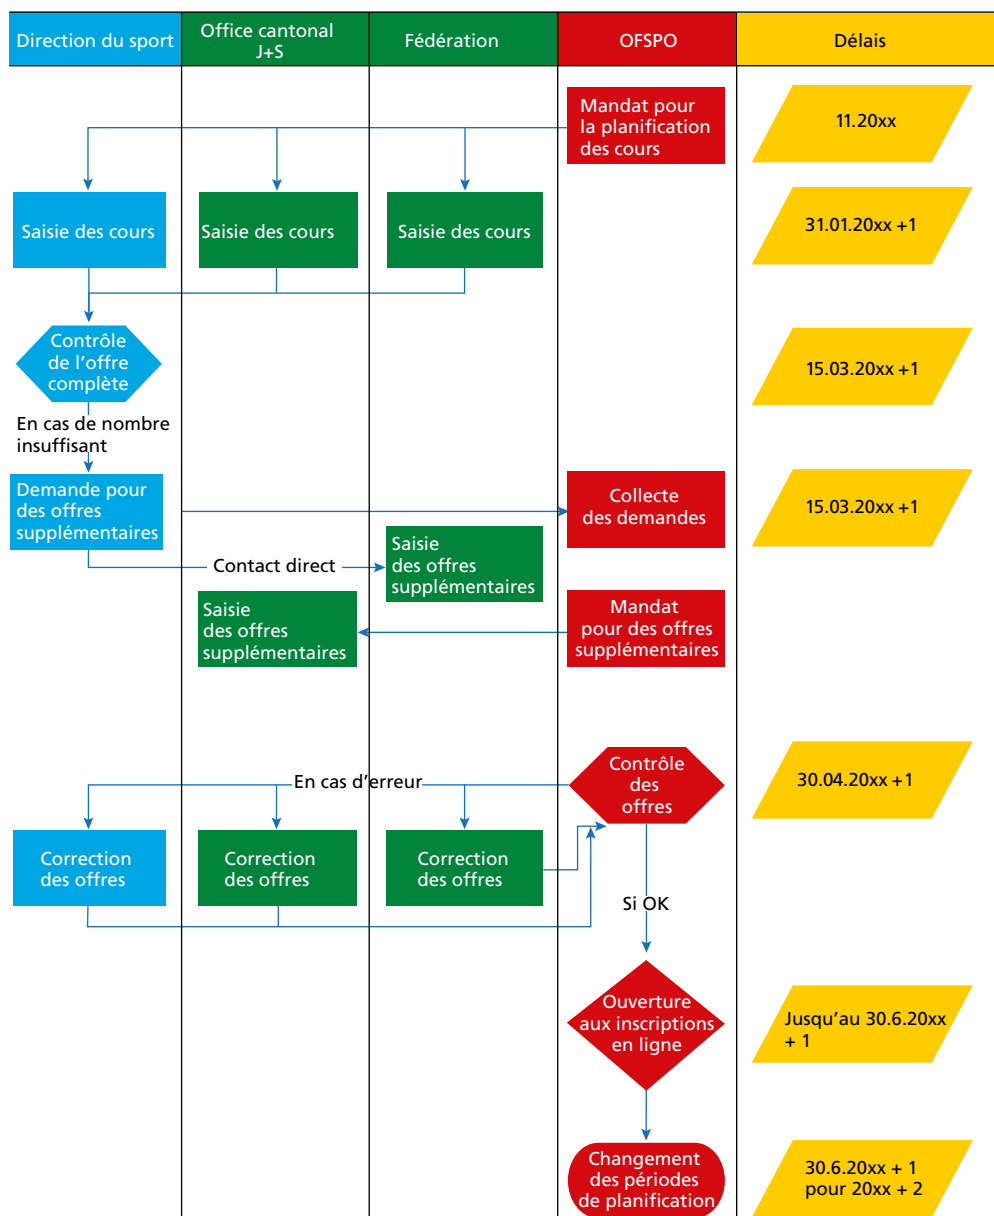 Direction du sport
Office cantonal
J+S
Fédération
OFSPO
Délais
Mandat pour
la planification
des cours
11.20xx
Saisie des cours
Saisie des cours
Saisie des cours
31.01.20xx +1
Contrôle
de l'offre
complète
15.03.20xx +1
En cas de nombre
insuffisant
Demande pour
des offres
supplémentaires
Collecte
des demandes
15.03.20xx +1
Contact direct
Saisie
des offres
supplémentaires
Saisie
des offres
supplémentaires
Mandat
pour des offres
supplémentaires
En cas d'erreur
Contrôle
des
offres
30.04.20xx +1
Correction
des offres
Correction
des offres
Correction
des offres
Si OK
Ouverture
aux inscriptions
en ligne
Jusqu'au 30.6.20xx
+ 1
Changement
des périodes
de planification
30.6.20xx + 1
pour 20xx + 2